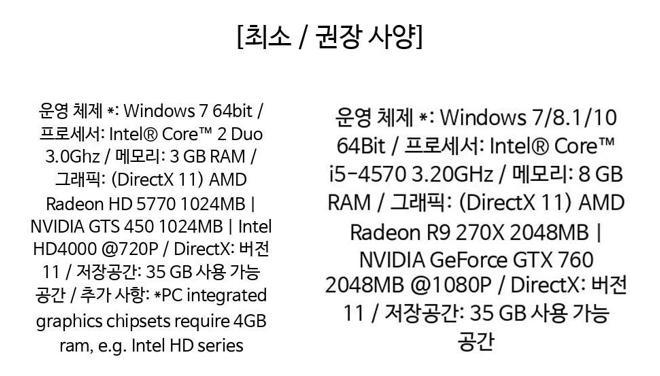 [최소 / 권장 사양]
운영 체제 *: Windows 7 64bit /
프로세서: Intel® Core™ 2 Duo
3.0Ghz / 메모리: 3 GB RAM /
그래픽: (DirectX 11) AMD
Radeon HD 5770 1024MB |
NVIDIA GTS 450 1024MB | Intel
HD4000 @720P / DirectX: 버전
11 / 저장공간: 35 GB 사용 가능
공간 / 추가 사항: *PC integrated
graphics chipsets require 4GB
ram, e.g. Intel HD series
운영 체제 *: Windows 7/8.1/10
64Bit / 프로세서: Intel® Core™
i5-4570 3.20GHz / 메모리: 8 GB
RAM / 그래픽: (DirectX 11) AMD
Radeon R9 270X 2048MB |
NVIDIA GeForce GTX 760
2048MB @1080P / DirectX: 버전
11 / 저장공간: 35 GB 사용 가능
공간